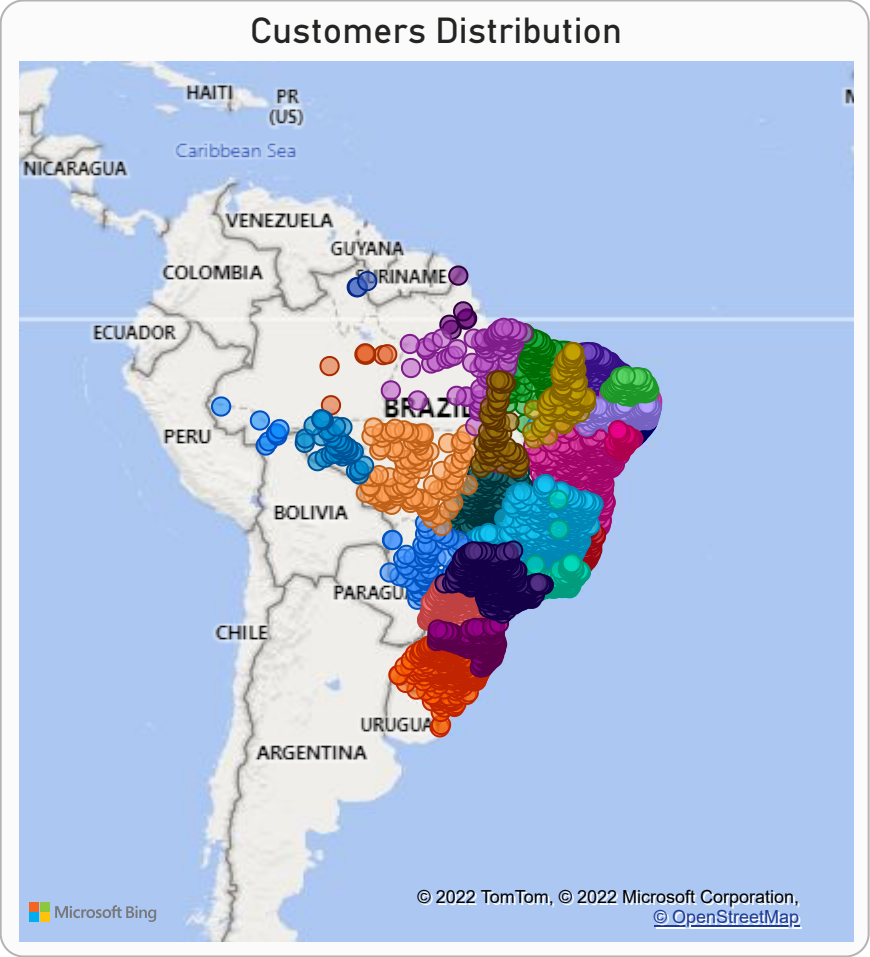 Customers Distribution
HAITI
PR
(US)
Caribbean Sea
NICARAGUA
VENEZUELA
GUYANA
COLOMBIA
SURINAME
ECUADOR
BRAZIL
PERU
BOLIVIA
PARAGU
CHILE
URUGUA
ARGENTINA
© 2022 TomTom, © 2022 Microsoft Corporation,
Microsoft Bing
© OpenStreetMap